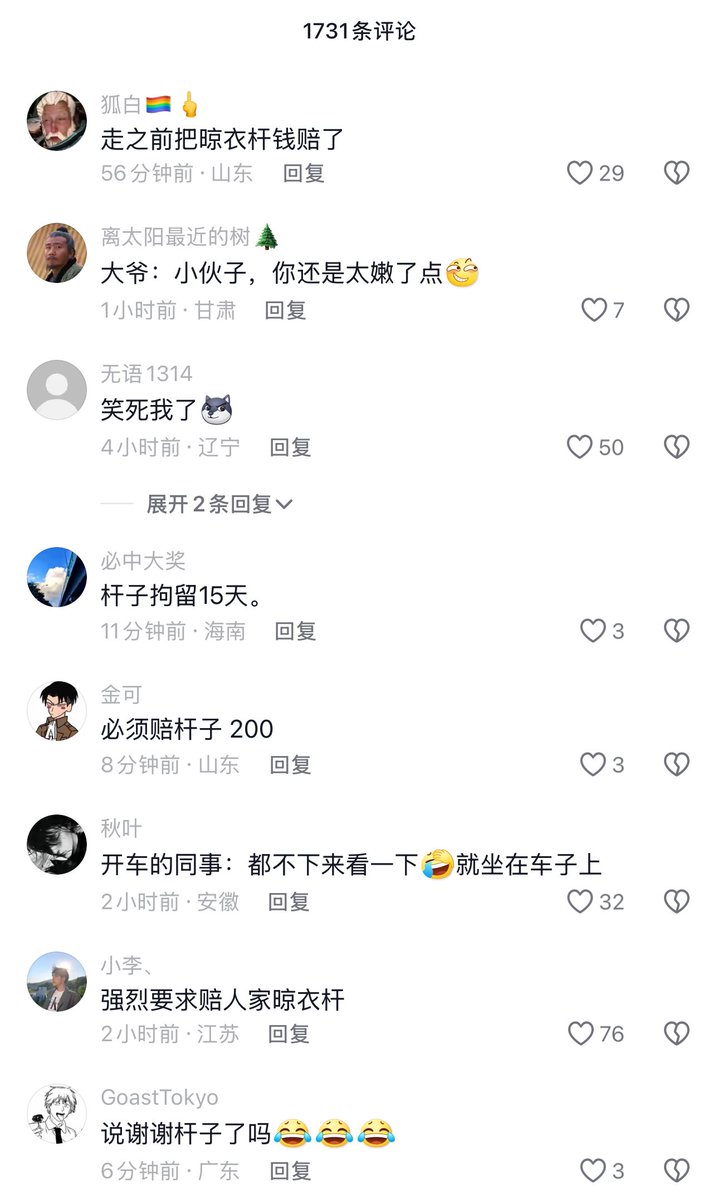 1731条评论
狐白🏳️‍🌈🖕
走之前把晾衣杆钱赔了
56分钟前·山东 回复 29
离太阳最近的树🌲
大爷：小伙子，你还是太嫩了点
1小时前·甘肃 回复 7
无语1314
笑死我了
4小时前·辽宁 回复 50
展开2条回复
必中大奖
杆子拘留15天。
11分钟前·海南 回复 3
金可
必须赔杆子 200
8分钟前·山东 回复 3
秋叶
开车的同事：都不下来看一下🤣就坐在车子上
2小时前·安徽 回复 32
小李、
强烈要求赔人家晾衣杆
2小时前·江苏 回复 76
GoastTokyo
说谢谢杆子了吗😂😂😂
6分钟前·广东 回复 3